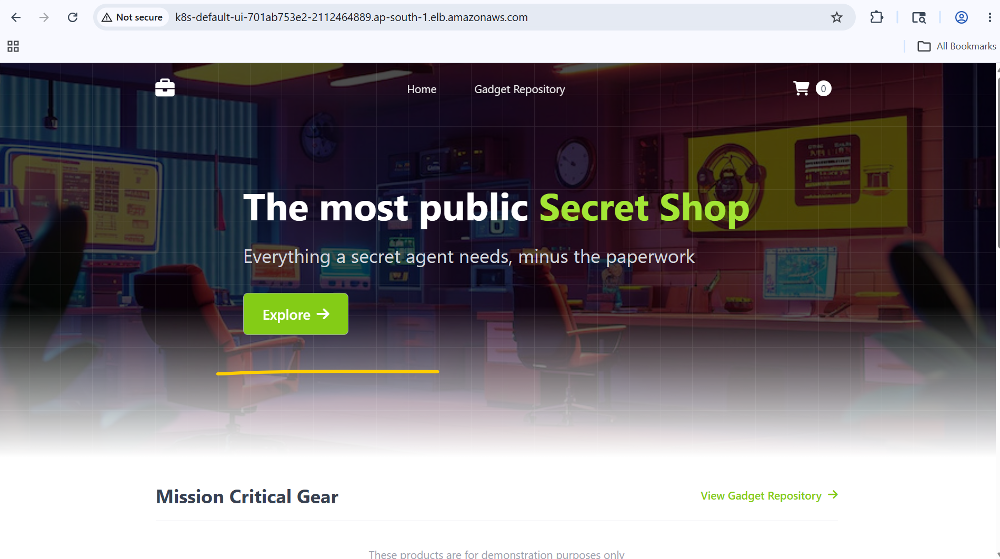 Not secure
k8s-default-ui-701ab753e2-2112464889.ap-south-1.elb.amazonaws.com
All Bookmarks
Home
Gadget Repository
0
The most public Secret Shop
Everything a secret agent needs, minus the paperwork
Explore
Mission Critical Gear
View Gadget Repository
These products are for demonstration purposes only